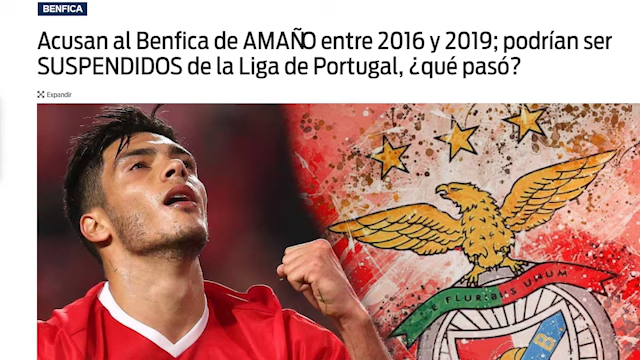 BENFICA
Acusan al Benfica de AMAÑO entre 2016 y 2019; podrían ser
SUSPENDIDOS de la Liga de Portugal, ¿qué pasó?
Expandir
E PLURIBUS UNUM
B